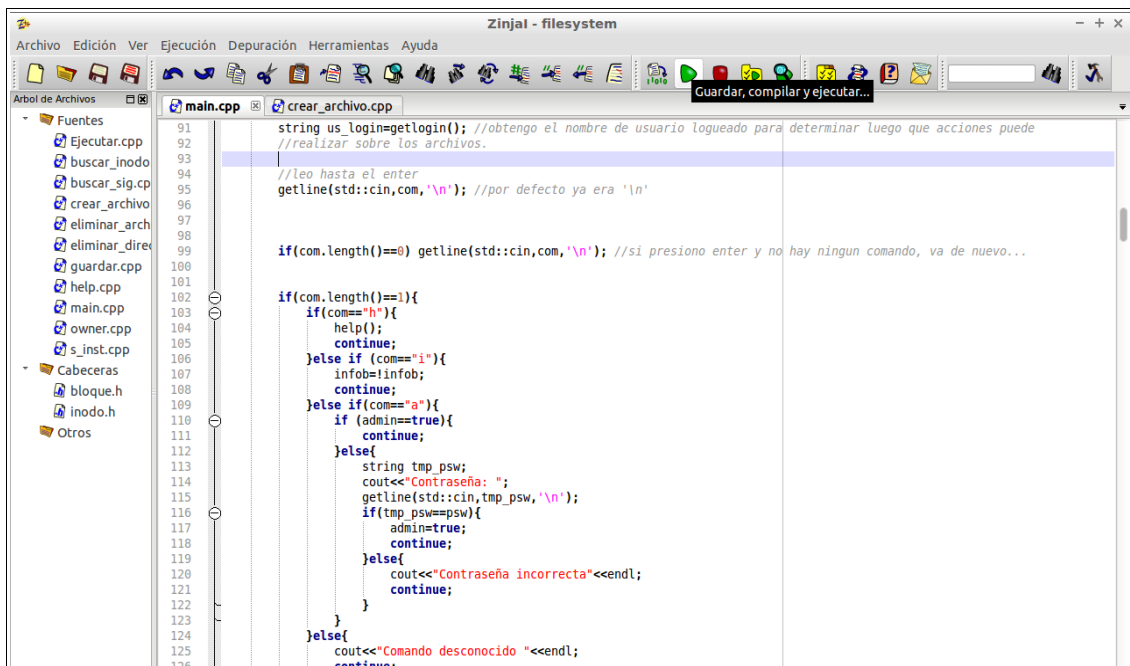 ZinjaI - filesystem
Archivo Edición Ver Ejecución Depuración Herramientas Ayuda
Guardar, compilar y ejecutar...
Arbol de Archivos
main.cpp
crear_archivo.cpp
Fuentes
Ejecutar.cpp
buscar_inodo
buscar_sig.cp
crear_archivo
eliminar_arch
eliminar_direc
guardar.cpp
help.cpp
main.cpp
owner.cpp
s_inst.cpp
Cabeceras
bloque.h
inodo.h
Otros
91 string us_login=getlogin(); //obtengo el nombre de usuario logueado para determinar luego que acciones puede
92 //realizar sobre los archivos.
93
94 //leo hasta el enter
95 getline(std::cin,com,'\n'); //por defecto ya era '\n'
96
97
98
99 if(com.length()==0) getline(std::cin,com,'\n'); //si presiono enter y no hay ningun comando, va de nuevo...
100
101
102 if(com.length()==1){
103 if(com=="h"){
104 help();
105 continue;
106 }else if (com=="i"){
107 infob=!infob;
108 continue;
109 }else if(com=="a"){
110 if (admin==true){
111 continue;
112 }else{
113 string tmp_psw;
114 cout<<"Contraseña: ";
115 getline(std::cin,tmp_psw,'\n');
116 if(tmp_psw==psw){
117 admin=true;
118 continue;
119 }else{
120 cout<<"Contraseña incorrecta"<<endl;
121 continue;
122 }
123 }
124 }else{
125 cout<<"Comando desconocido "<<endl;
126 continue;